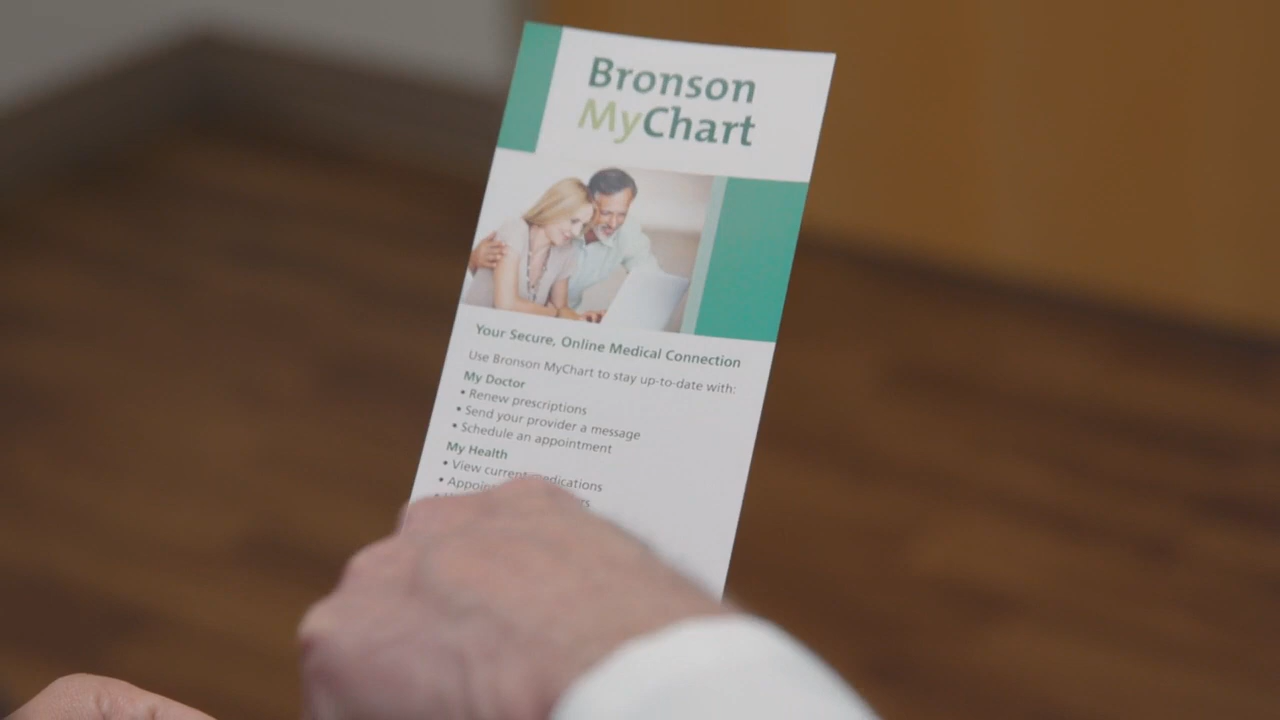 Bronson
MyChart
Your Secure, Online Medical Connection
Use Bronson MyChart to stay up-to-date with:
My Doctor
• Renew prescriptions
• Send your provider a message
• Schedule an appointment
My Health
• View current medications
•